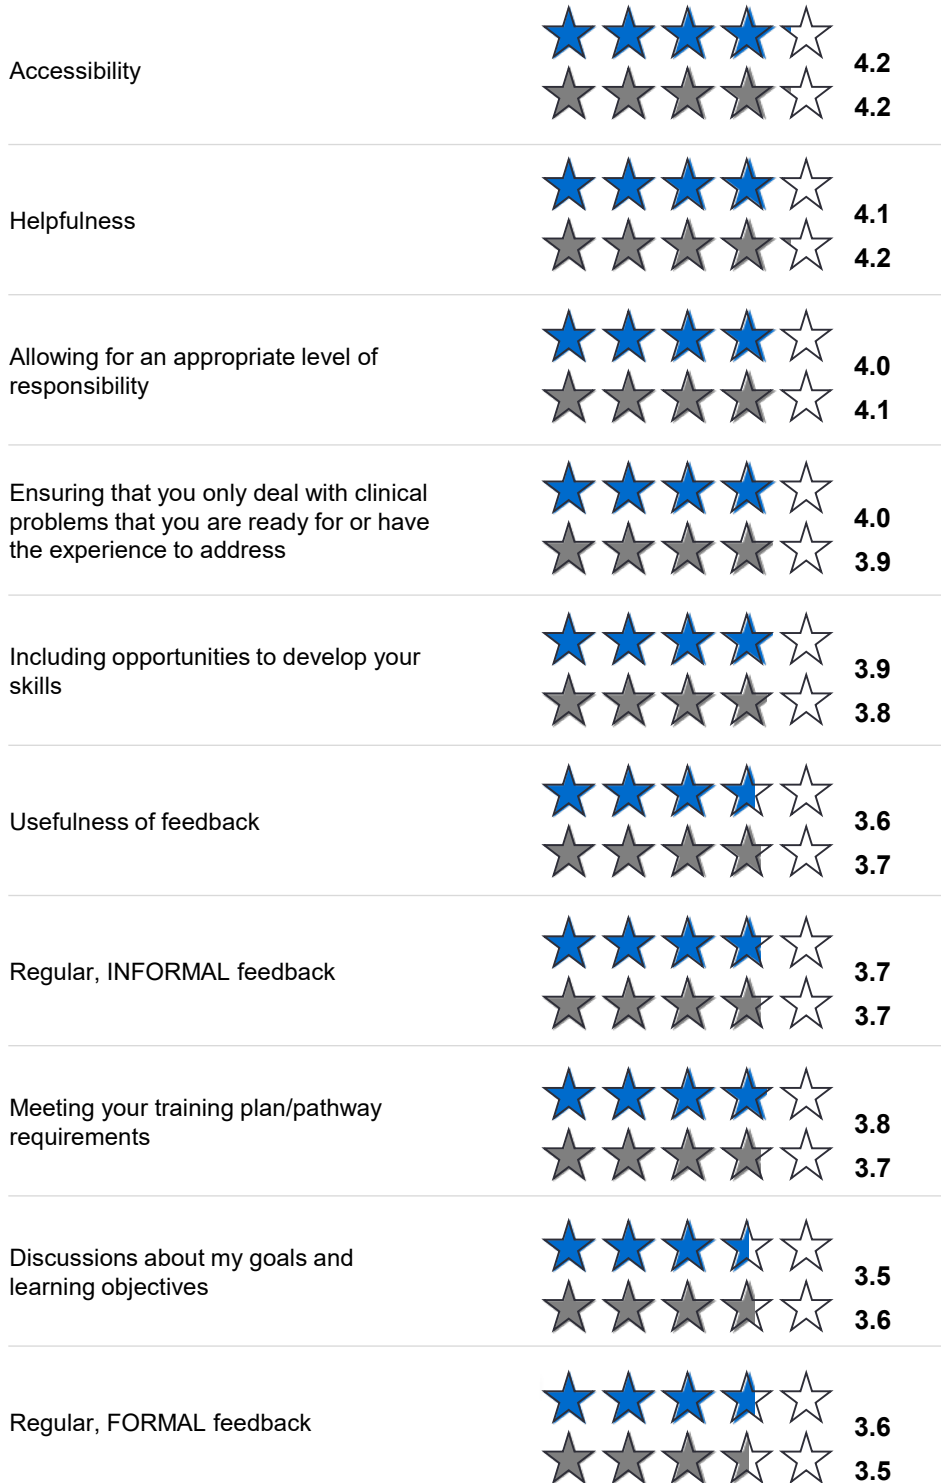 Accessibility
4.2
4.2
Helpfulness
4.1
4.2
Allowing for an appropriate level of
responsibility
4.0
4.1
Ensuring that you only deal with clinical
problems that you are ready for or have
the experience to address
4.0
3.9
Including opportunities to develop your
skills
3.9
3.8
Usefulness of feedback
3.6
3.7
Regular, INFORMAL feedback
3.7
3.7
Meeting your training plan/pathway
requirements
3.8
3.7
Discussions about my goals and
learning objectives
3.5
3.6
Regular, FORMAL feedback
3.6
3.5